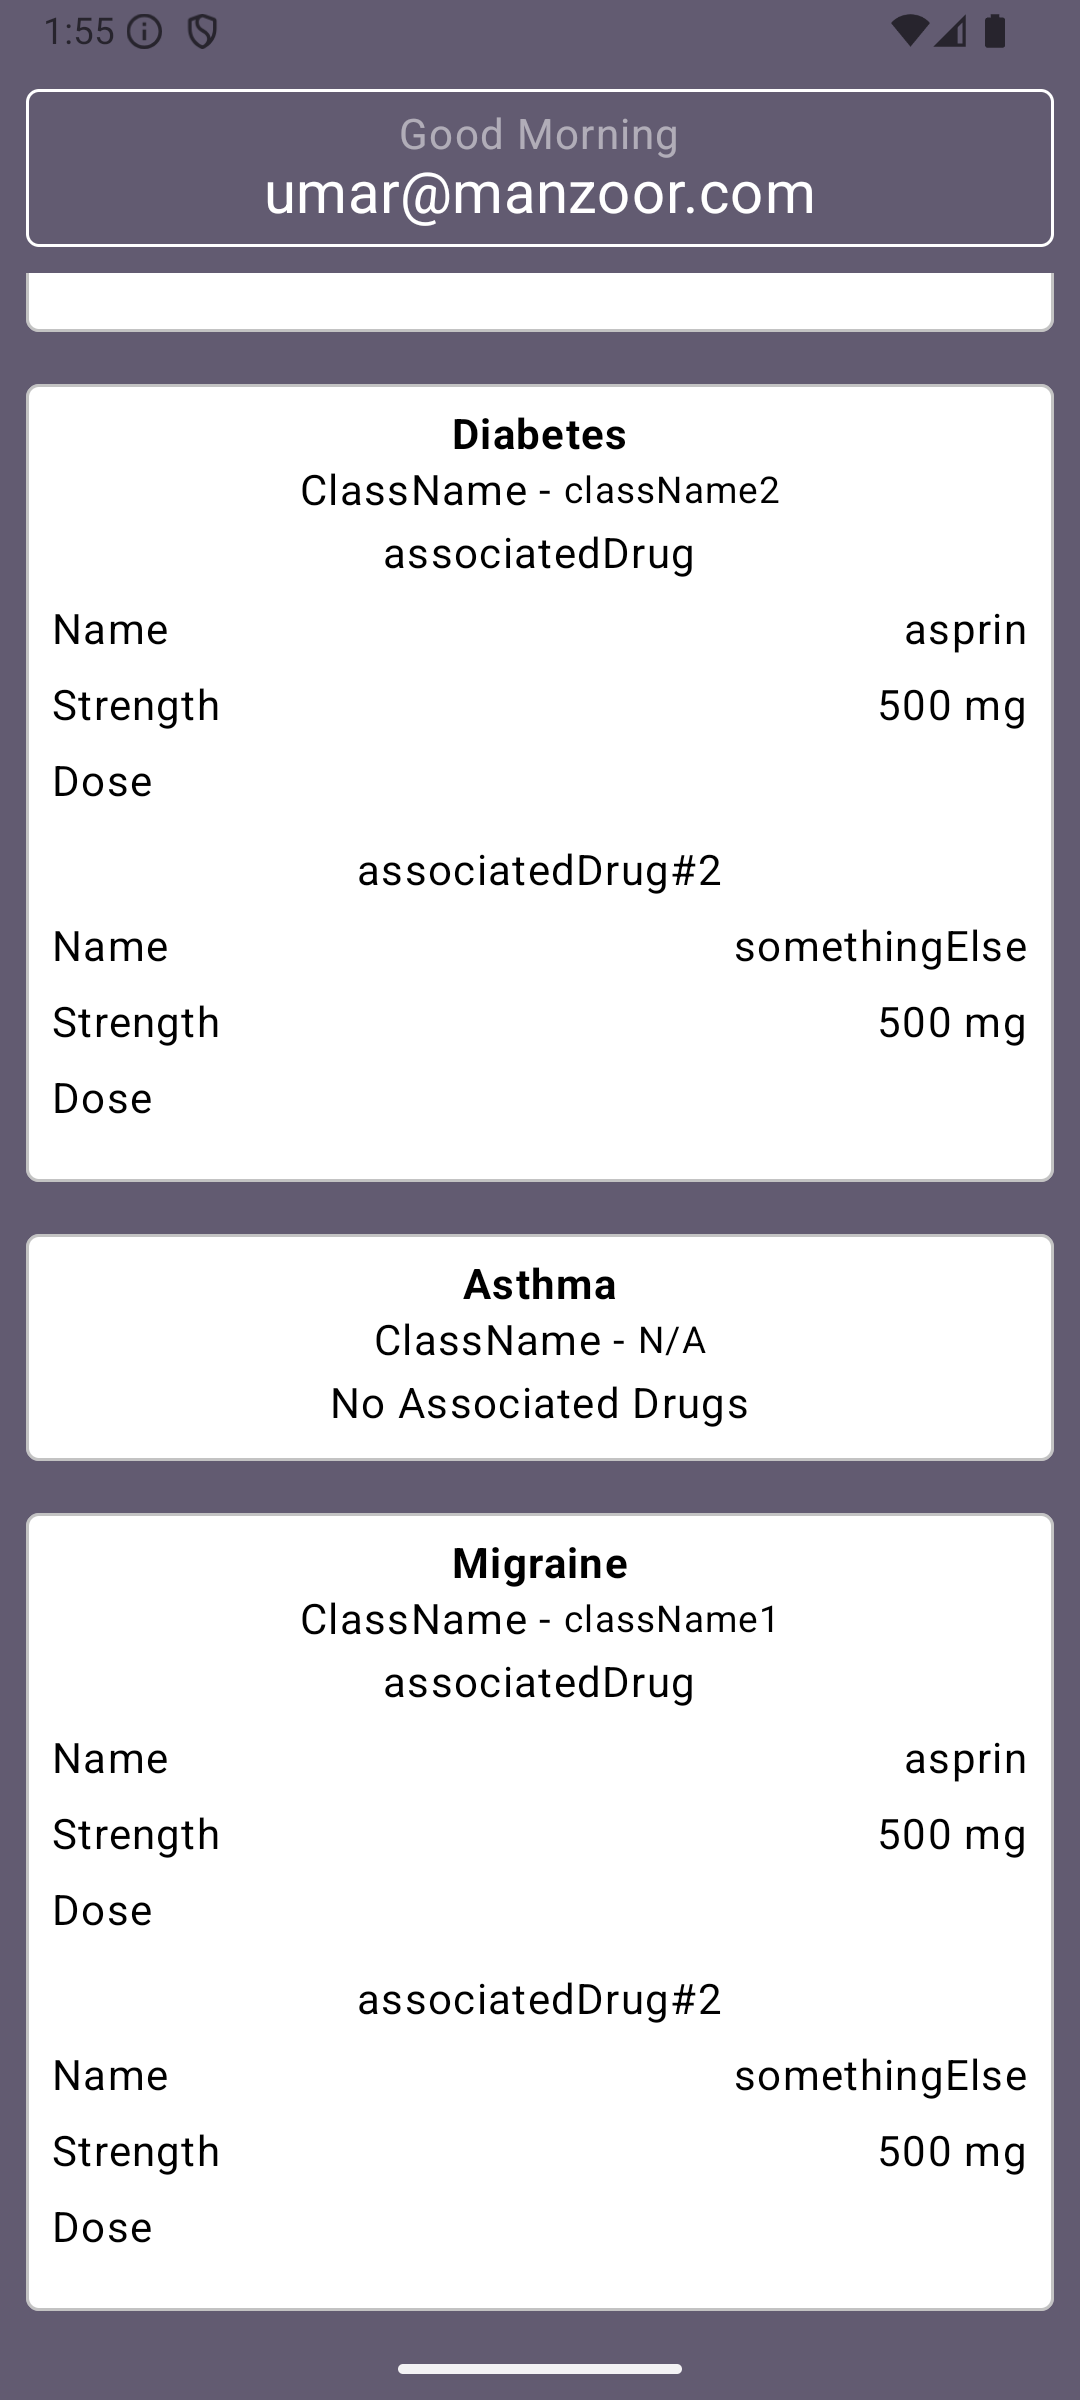 1:55
Good Morning
umar@manzoor.com
Diabetes
ClassName - className2
associatedDrug
Name asprin
Strength 500 mg
Dose
associatedDrug#2
Name somethingElse
Strength 500 mg
Dose
Asthma
ClassName - N/A
No Associated Drugs
Migraine
ClassName - className1
associatedDrug
Name asprin
Strength 500 mg
Dose
associatedDrug#2
Name somethingElse
Strength 500 mg
Dose